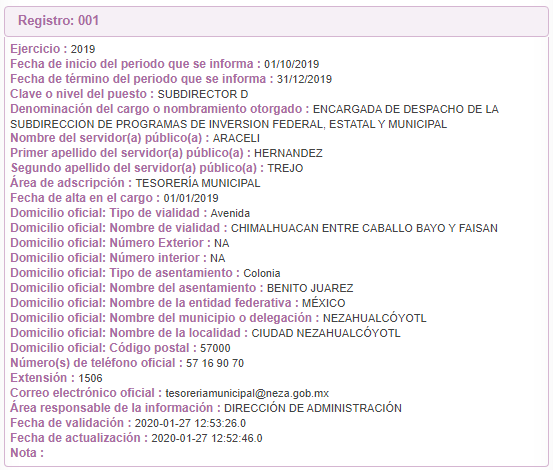 Registro: 001
Ejercicio : 2019
Fecha de inicio del periodo que se informa : 01/10/2019
Fecha de término del periodo que se informa : 31/12/2019
Clave o nivel del puesto : SUBDIRECTOR D
Denominación del cargo o nombramiento otorgado : ENCARGADA DE DESPACHO DE LA
SUBDIRECCION DE PROGRAMAS DE INVERSION FEDERAL, ESTATAL Y MUNICIPAL
Nombre del servidor(a) público(a) : ARACELI
Primer apellido del servidor(a) público(a) : HERNANDEZ
Segundo apellido del servidor(a) público(a) : TREJO
Área de adscripción : TESORERÍA MUNICIPAL
Fecha de alta en el cargo : 01/01/2019
Domicilio oficial: Tipo de vialidad : Avenida
Domicilio oficial: Nombre de vialidad : CHIMALHUACAN ENTRE CABALLO BAYO Y FAISAN
Domicilio oficial: Número Exterior : NA
Domicilio oficial: Número interior : NA
Domicilio oficial: Tipo de asentamiento : Colonia
Domicilio oficial: Nombre del asentamiento : BENITO JUAREZ
Domicilio oficial: Nombre de la entidad federativa : MÉXICO
Domicilio oficial: Nombre del municipio o delegación : NEZAHUALCÓYOTL
Domicilio oficial: Nombre de la localidad : CIUDAD NEZAHUALCÓYOTL
Domicilio oficial: Código postal : 57000
Número(s) de teléfono oficial : 57 16 90 70
Extensión : 1506
Correo electrónico oficial : tesoreriamunicipal@neza.gob.mx
Área responsable de la información : DIRECCIÓN DE ADMINISTRACIÓN
Fecha de validación : 2020-01-27 12:53:26.0
Fecha de actualización : 2020-01-27 12:52:46.0
Nota :